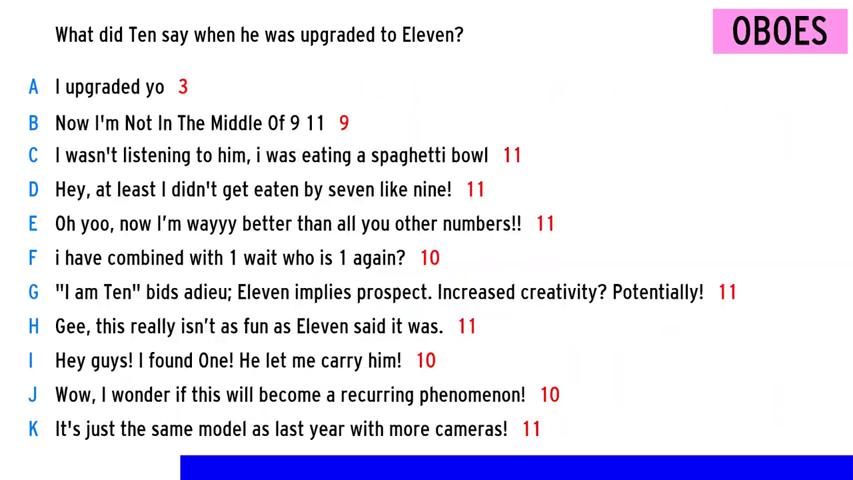 What did Ten say when he was upgraded to Eleven?
OBOES
A I upgraded yo 3
B Now I'm Not In The Middle Of 9 11 9
C I wasn't listening to him, i was eating a spaghetti bowl 11
D Hey, at least I didn't get eaten by seven like nine! 11
E Oh yoo, now I’m wayyy better than all you other numbers!! 11
F i have combined with 1 wait who is 1 again? 10
G "I am Ten" bids adieu; Eleven implies prospect. Increased creativity? Potentially! 11
H Gee, this really isn’t as fun as Eleven said it was. 11
I Hey guys! I found One! He let me carry him! 10
J Wow, I wonder if this will become a recurring phenomenon! 10
K It's just the same model as last year with more cameras! 11